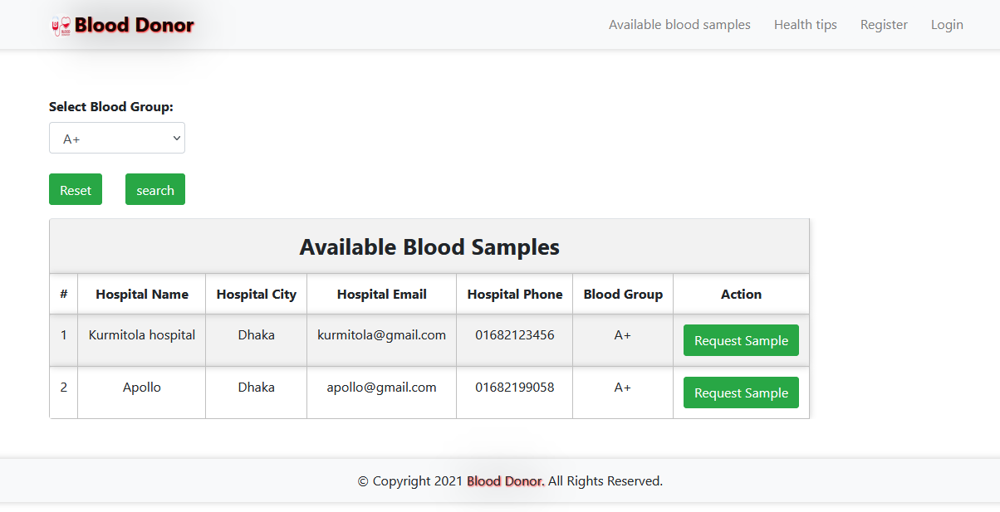 Blood Donor Available blood samples Health tips Register Login
Select Blood Group:
A+
Reset search
Available Blood Samples
# Hospital Name Hospital City Hospital Email Hospital Phone Blood Group Action
1 Kurmitola hospital Dhaka kurmitola@gmail.com 01682123456 A+ Request Sample
2 Apollo Dhaka apollo@gmail.com 01682199058 A+ Request Sample
© Copyright 2021 Blood Donor. All Rights Reserved.